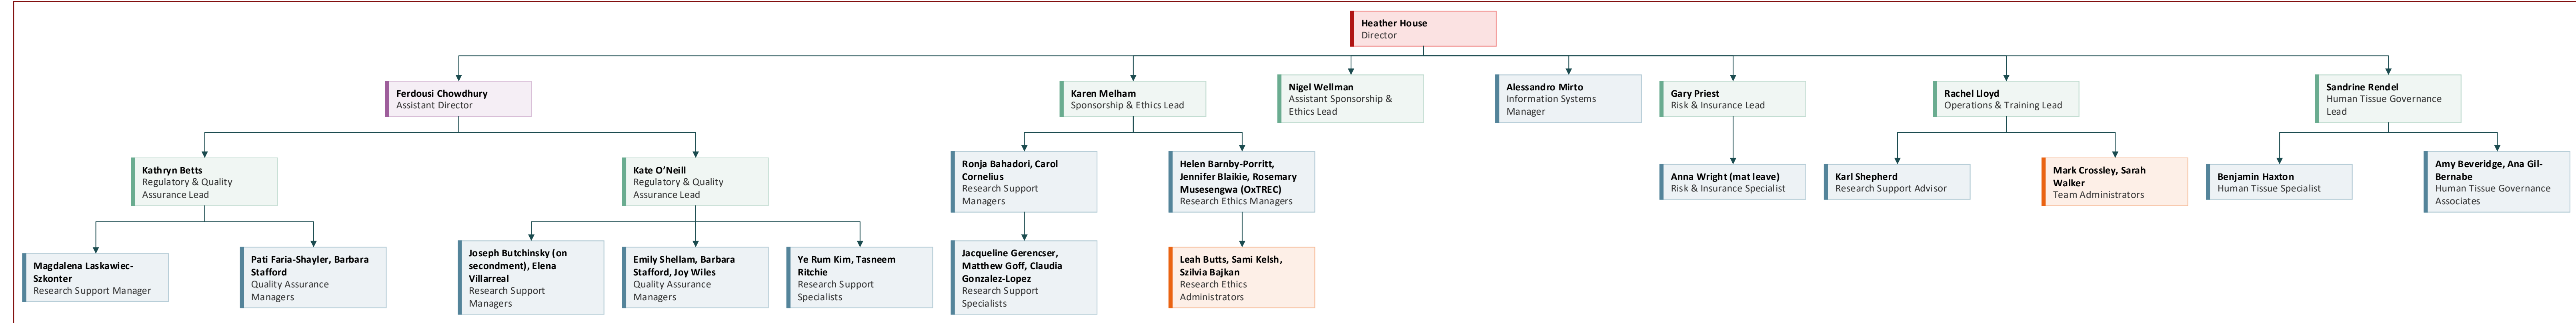 Heather House
Director
Ferdousi Chowdhury
Assistant Director
Karen Melham
Sponsorship & Ethics Lead
Nigel Wellman
Assistant Sponsorship &
Ethics Lead
Alessandro Mirto
Information Systems
Manager
Gary Priest
Risk & Insurance Lead
Rachel Lloyd
Operations & Training Lead
Sandrine Rendel
Human Tissue Governance
Lead
Kathryn Betts
Regulatory & Quality
Assurance Lead
Kate O’Neill
Regulatory & Quality
Assurance Lead
Ronja Bahadori, Carol
Cornelius
Research Support
Managers
Helen Barnby-Porritt,
Jennifer Blaikie, Rosemary
Musesengwa (OxTREC)
Research Ethics Managers
Anna Wright (mat leave)
Risk & Insurance Specialist
Karl Shepherd
Research Support Advisor
Mark Crossley, Sarah
Walker
Team Administrators
Benjamin Haxton
Human Tissue Specialist
Amy Beveridge, Ana Gil-
Bernabe
Human Tissue Governance
Associates
Magdalena Laskawiec-
Szkonter
Research Support Manager
Pati Faria-Shayler, Barbara
Stafford
Quality Assurance
Managers
Joseph Butchinsky (on
secondment), Elena
Villarreal
Research Support
Managers
Emily Shellam, Barbara
Stafford, Joy Wiles
Quality Assurance
Managers
Ye Rum Kim, Tasneem
Ritchie
Research Support
Specialists
Jacqueline Gerencser,
Matthew Goff, Claudia
Gonzalez-Lopez
Research Support
Specialists
Leah Butts, Sami Kelsh,
Szilvia Bajkan
Research Ethics
Administrators